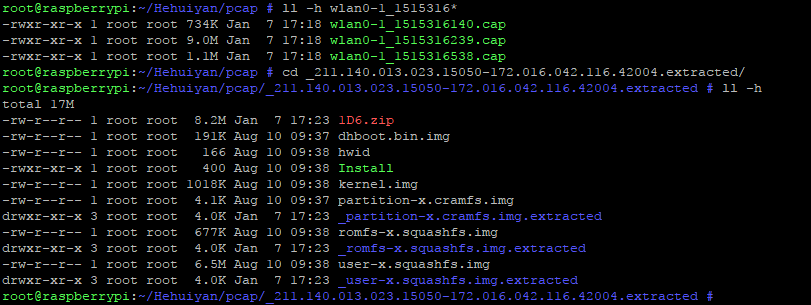 root@raspberrypi:~/Hehuiyan/pcap # ll -h wlan0-1_1515316*
-rwxr-xr-x 1 root root 734K Jan  7 17:18 wlan0-1_1515316140.cap
-rwxr-xr-x 1 root root 9.0M Jan  7 17:18 wlan0-1_1515316239.cap
-rwxr-xr-x 1 root root 1.1M Jan  7 17:18 wlan0-1_1515316538.cap
root@raspberrypi:~/Hehuiyan/pcap # cd _211.140.013.023.15050-172.016.042.116.42004.extracted/
root@raspberrypi:~/Hehuiyan/pcap/_211.140.013.023.15050-172.016.042.116.42004.extracted # ll -h
total 17M
-rw-r--r-- 1 root root  8.2M Jan  7 17:23 1D6.zip
-rw-r--r-- 1 root root  191K Aug 10 09:37 dhboot.bin.img
-rw-r--r-- 1 root root   166 Aug 10 09:38 hwid
-rwxr-xr-x 1 root root   400 Aug 10 09:38 Install
-rw-r--r-- 1 root root 1018K Aug 10 09:38 kernel.img
-rw-r--r-- 1 root root  4.1K Aug 10 09:37 partition-x.cramfs.img
drwxr-xr-x 3 root root  4.0K Jan  7 17:23 _partition-x.cramfs.img.extracted
-rw-r--r-- 1 root root  677K Aug 10 09:38 romfs-x.squashfs.img
drwxr-xr-x 3 root root  4.0K Jan  7 17:23 _romfs-x.squashfs.img.extracted
-rw-r--r-- 1 root root  6.5M Aug 10 09:38 user-x.squashfs.img
drwxr-xr-x 3 root root  4.0K Jan  7 17:23 _user-x.squashfs.img.extracted
root@raspberrypi:~/Hehuiyan/pcap/_211.140.013.023.15050-172.016.042.116.42004.extracted #